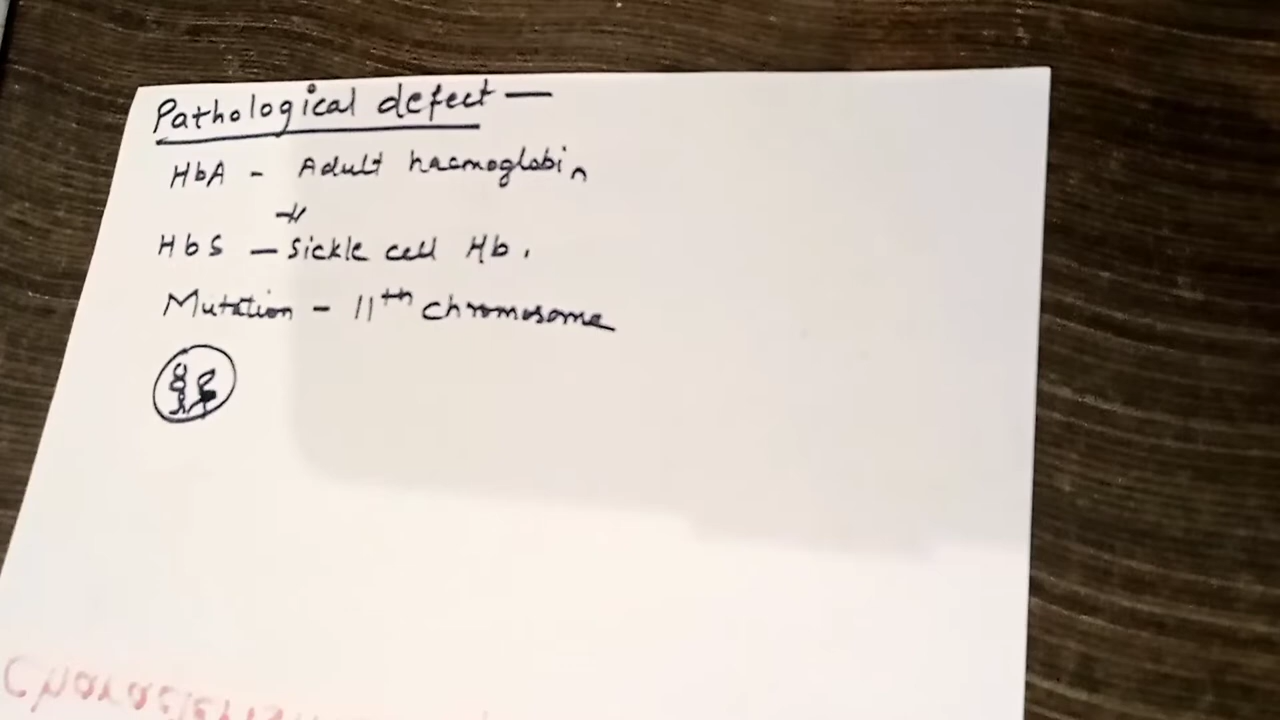 Pathological defect —
HbA - Adult haemoglobin
HbS — Sickle cell Hb.
Mutation - 11th chromosome